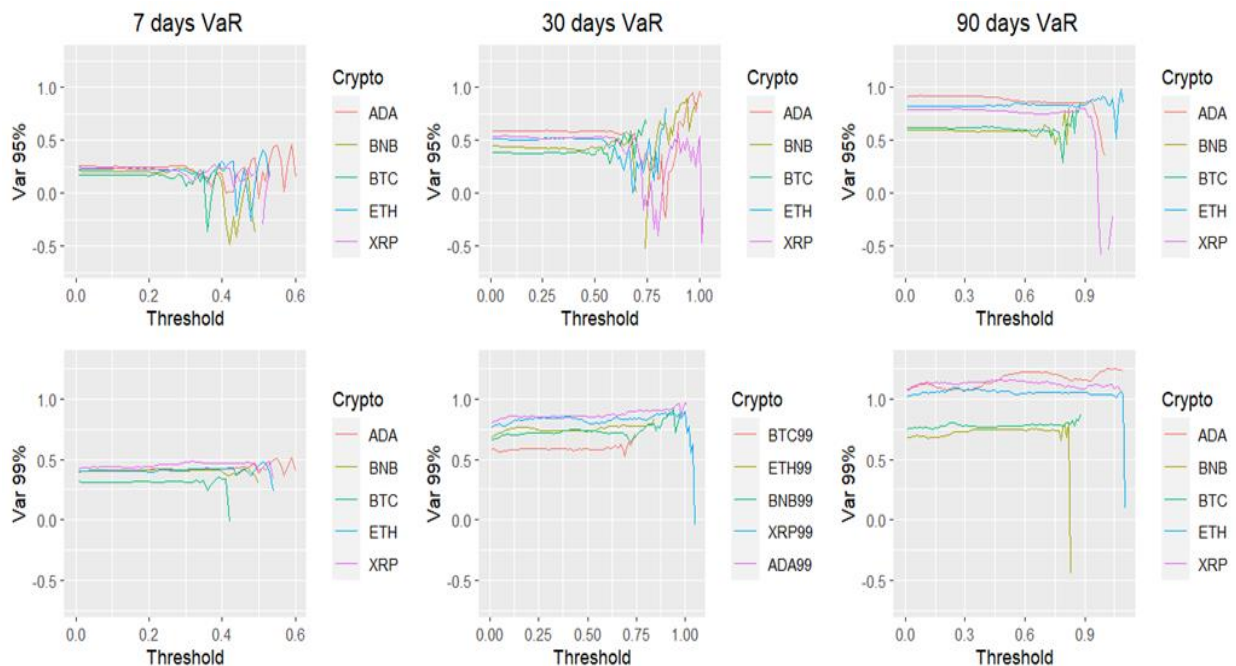 7 days VaR
30 days VaR
90 days VaR
Var 95%
1.0
0.5
0.0
-0.5
0.0
0.2
0.4
0.6
Threshold
Crypto
ADA
BNB
BTC
ETH
XRP
Var 95%
1.0
0.5
0.0
-0.5
0.00
0.25
0.50
0.75
1.00
Threshold
Crypto
ADA
BNB
BTC
ETH
XRP
Var 95%
1.0
0.5
0.0
-0.5
0.0
0.3
0.6
0.9
Threshold
Crypto
ADA
BNB
BTC
ETH
XRP
Var 99%
1.0
0.5
0.0
-0.5
0.0
0.2
0.4
0.6
Threshold
Crypto
ADA
BNB
BTC
ETH
XRP
Var 99%
1.0
0.5
0.0
-0.5
0.00
0.25
0.50
0.75
1.00
Threshold
Crypto
BTC99
ETH99
BNB99
XRP99
ADA99
Var 99%
1.0
0.5
0.0
-0.5
0.0
0.3
0.6
0.9
Threshold
Crypto
ADA
BNB
BTC
ETH
XRP